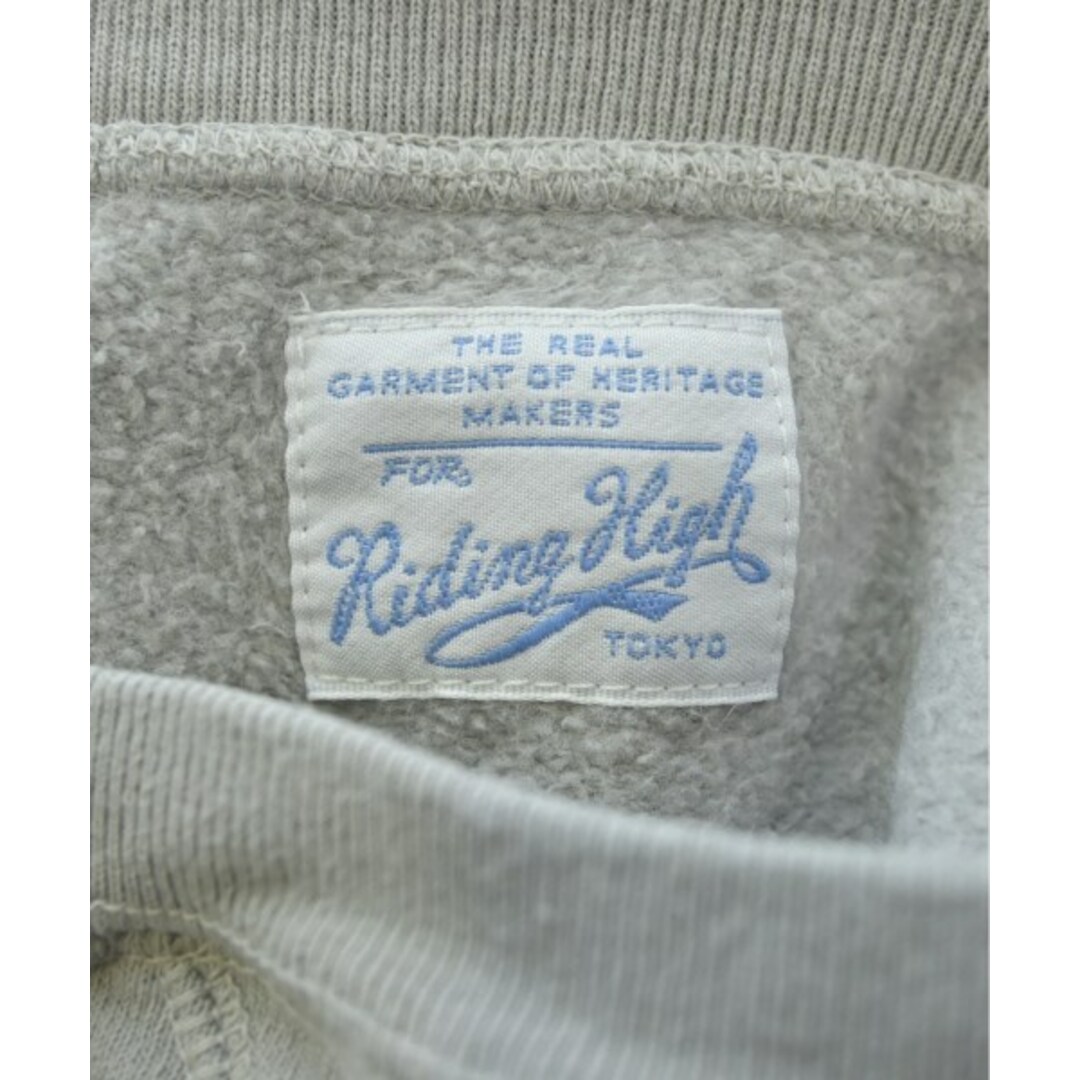 THE REAL
GARMENT OF HERITAGE
MAKERS
FOR
Riding High
TOKYO